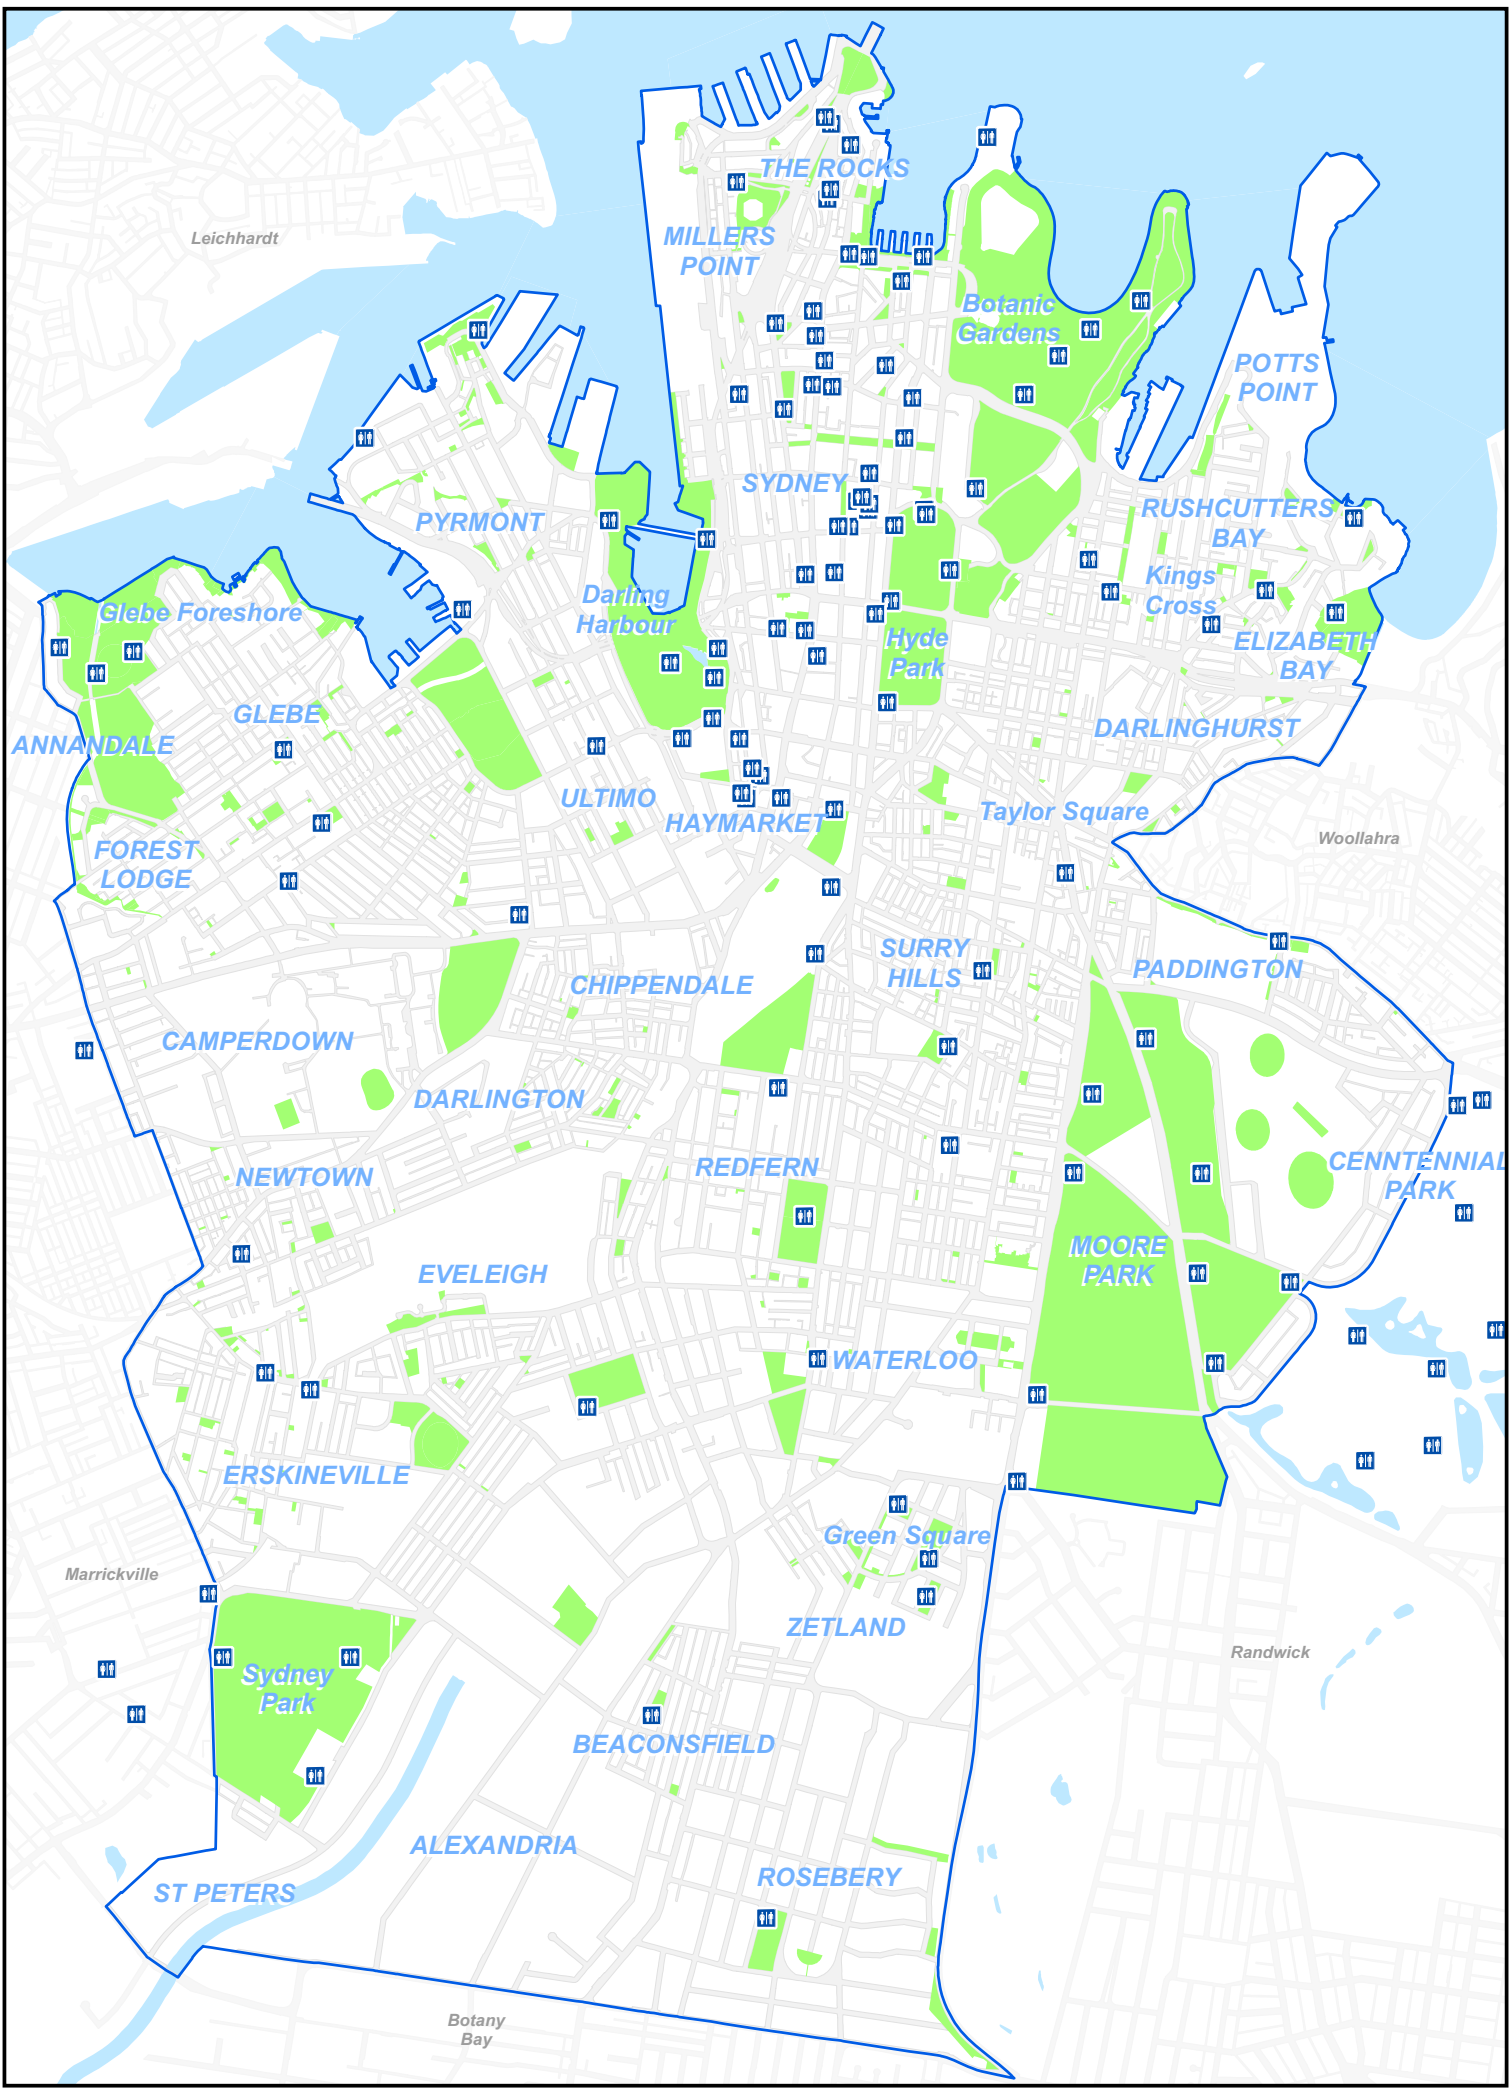 THE ROCKS
Leichhardt
MILLERS
POINT
Botanic
Gardens
POTTS
POINT
SYDNEY
PYRMONT
RUSHCUTTERS
BAY
Kings
Cross
Darling
Harbour
Glebe Foreshore
Hyde
Park
ELIZABETH
BAY
GLEBE
DARLINGHURST
ANNANDALE
ULTIMO
HAYMARKET
Taylor Square
Woollahra
FOREST
LODGE
SURRY
HILLS
PADDINGTON
CHIPPENDALE
CAMPERDOWN
DARLINGTON
REDFERN
CENNTENNIAL
PARK
NEWTOWN
MOORE
PARK
EVELEIGH
WATERLOO
ERSKINEVILLE
Green Square
Marrickville
ZETLAND
Randwick
Sydney
Park
BEACONSFIELD
ALEXANDRIA
ROSEBERY
ST PETERS
Botany
Bay